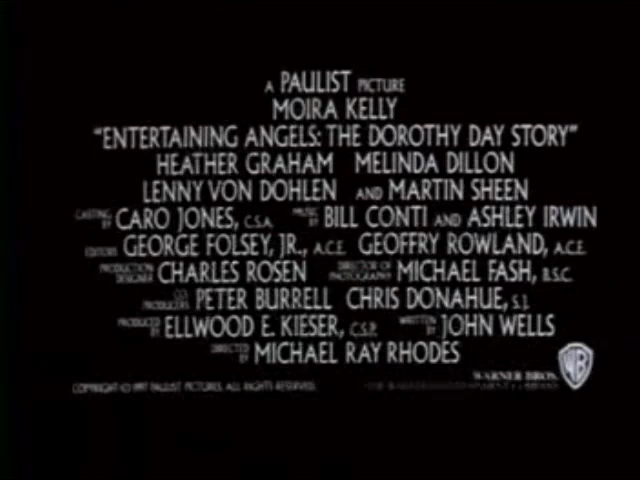 A PAULIST PICTURE
MOIRA KELLY
"ENTERTAINING ANGELS: THE DOROTHY DAY STORY"
HEATHER GRAHAM MELINDA DILLON
LENNY VON DOHLEN AND MARTIN SHEEN
CASTING BY CARO JONES, C.S.A. MUSIC BY BILL CONTI AND ASHLEY IRWIN
EDITORS GEORGE FOLSEY, JR., A.C.E. GEOFFRY ROWLAND, A.C.E.
PRODUCTION DESIGNER CHARLES ROSEN DIRECTOR OF PHOTOGRAPHY MICHAEL FASH, B.S.C.
CO PRODUCERS PETER BURRELL CHRIS DONAHUE, S.J.
PRODUCED BY ELLWOOD E. KIESER, C.S.P. WRITTEN BY JOHN WELLS
DIRECTED BY MICHAEL RAY RHODES
WB
WARNER BROS.
COPYRIGHT © 1997 PAULIST PICTURES. ALL RIGHTS RESERVED.